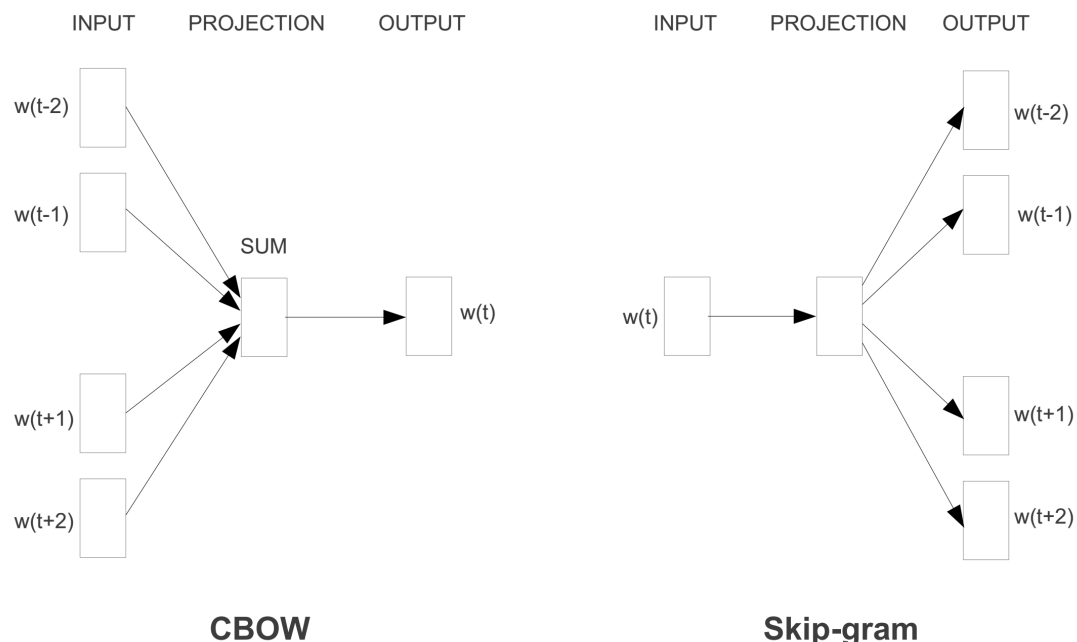 INPUT PROJECTION OUTPUT
w(t-2)
w(t-1)
SUM
w(t)
w(t+1)
w(t+2)
CBOW
INPUT PROJECTION OUTPUT
w(t-2)
w(t-1)
w(t)
w(t+1)
w(t+2)
Skip-gram